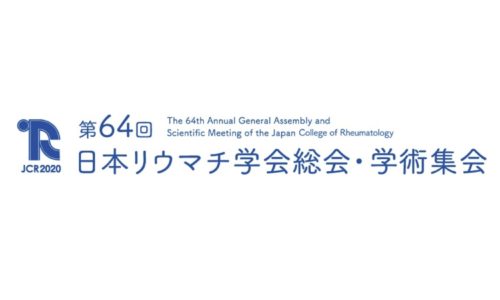 JCR2020
第64回
The 64th Annual General Assembly and
Scientific Meeting of the Japan College of Rheumatology
日本リウマチ学会総会・学術集会